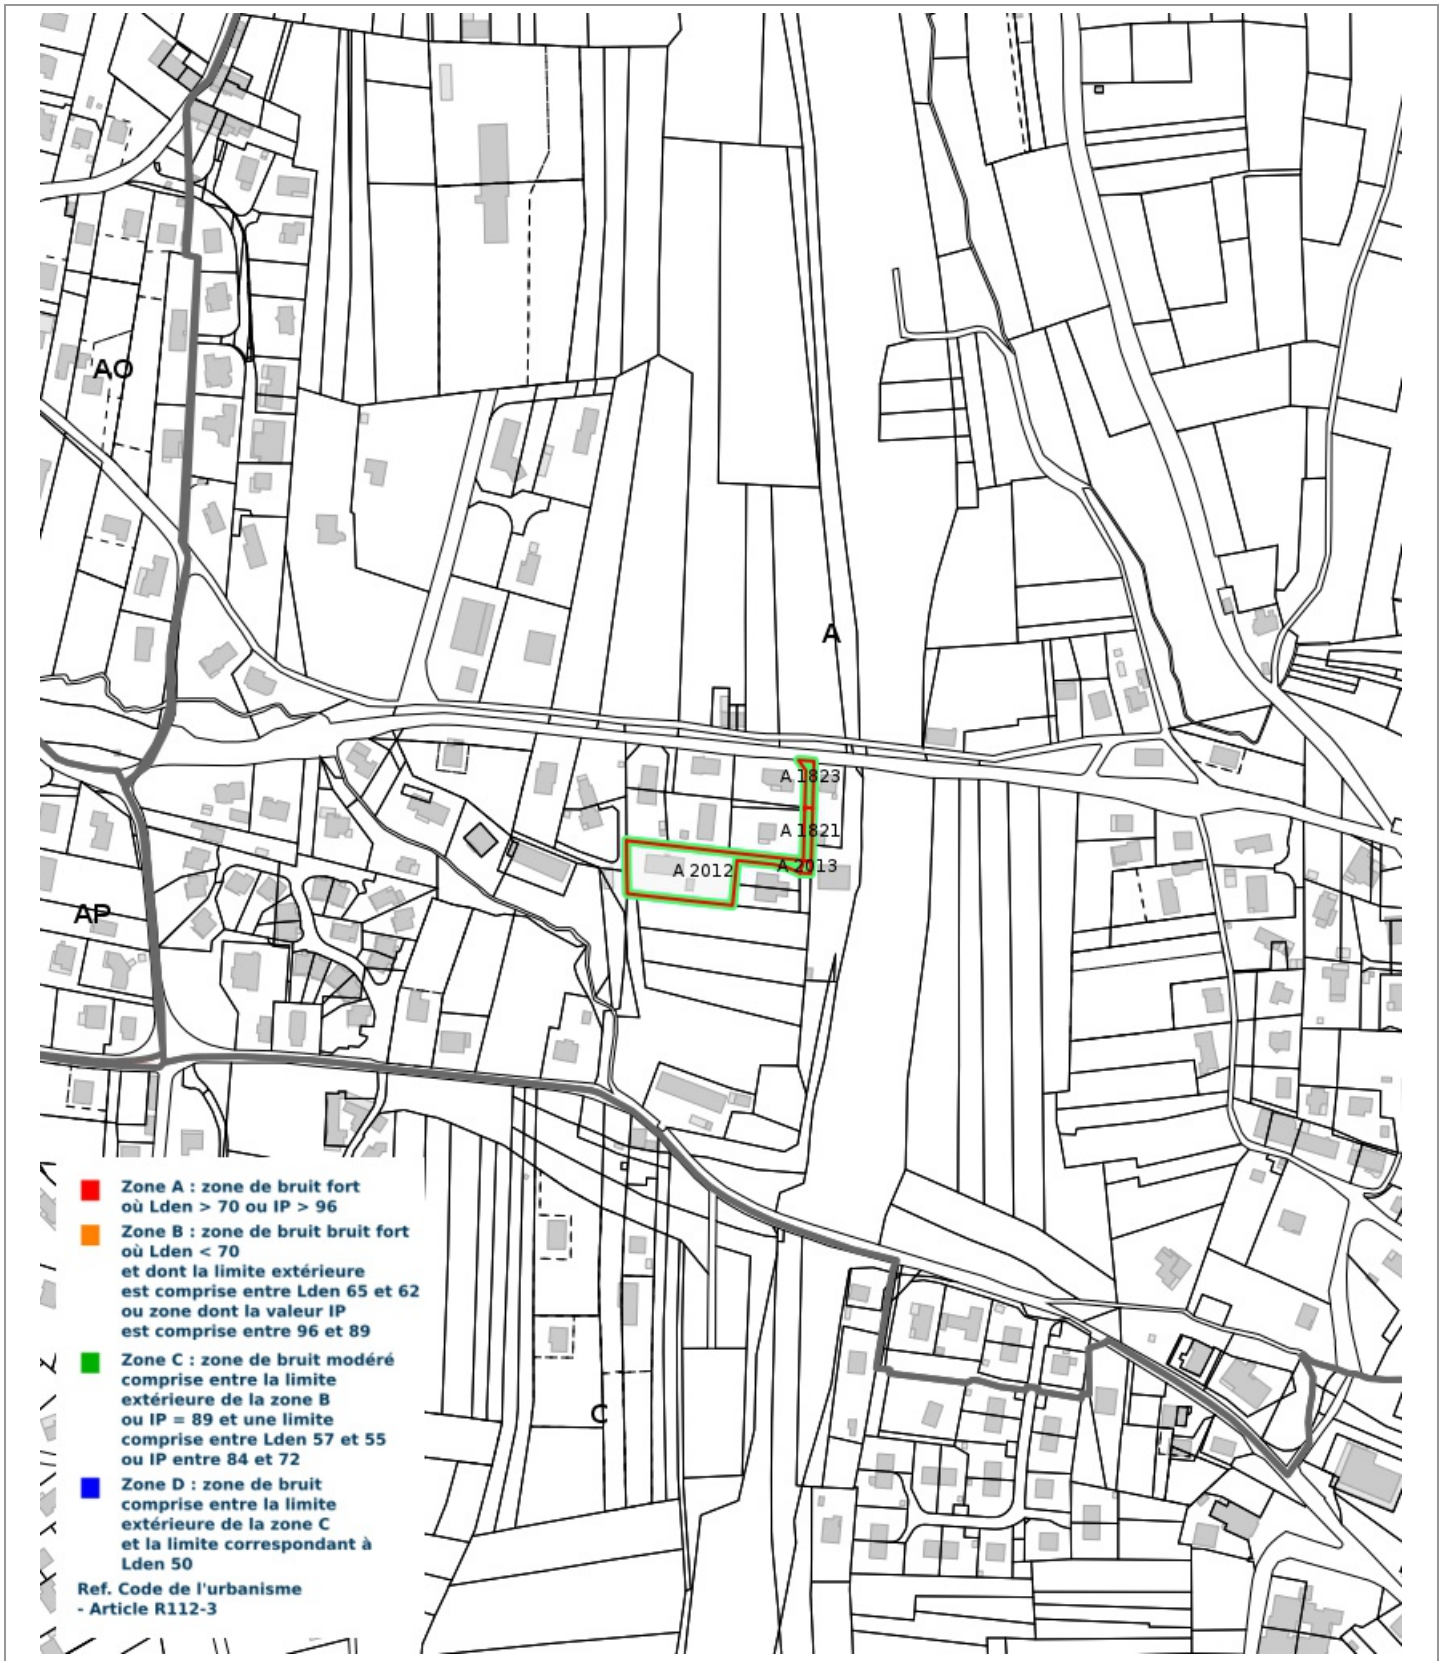 AO
A
A 1823
A 1821
A 2013
A 2012
AP
Zone A : zone de bruit fort
où Lden > 70 ou IP > 96
Zone B : zone de bruit bruit fort
où Lden < 70
et dont la limite extérieure
est comprise entre Lden 65 et 62
ou zone dont la valeur IP
est comprise entre 96 et 89
Zone C : zone de bruit modéré
comprise entre la limite
extérieure de la zone B
ou IP = 89 et une limite
comprise entre Lden 57 et 55
ou IP entre 84 et 72
C
Zone D : zone de bruit
comprise entre la limite
extérieure de la zone C
et la limite correspondant à
Lden 50
Ref. Code de l'urbanisme
- Article R112-3